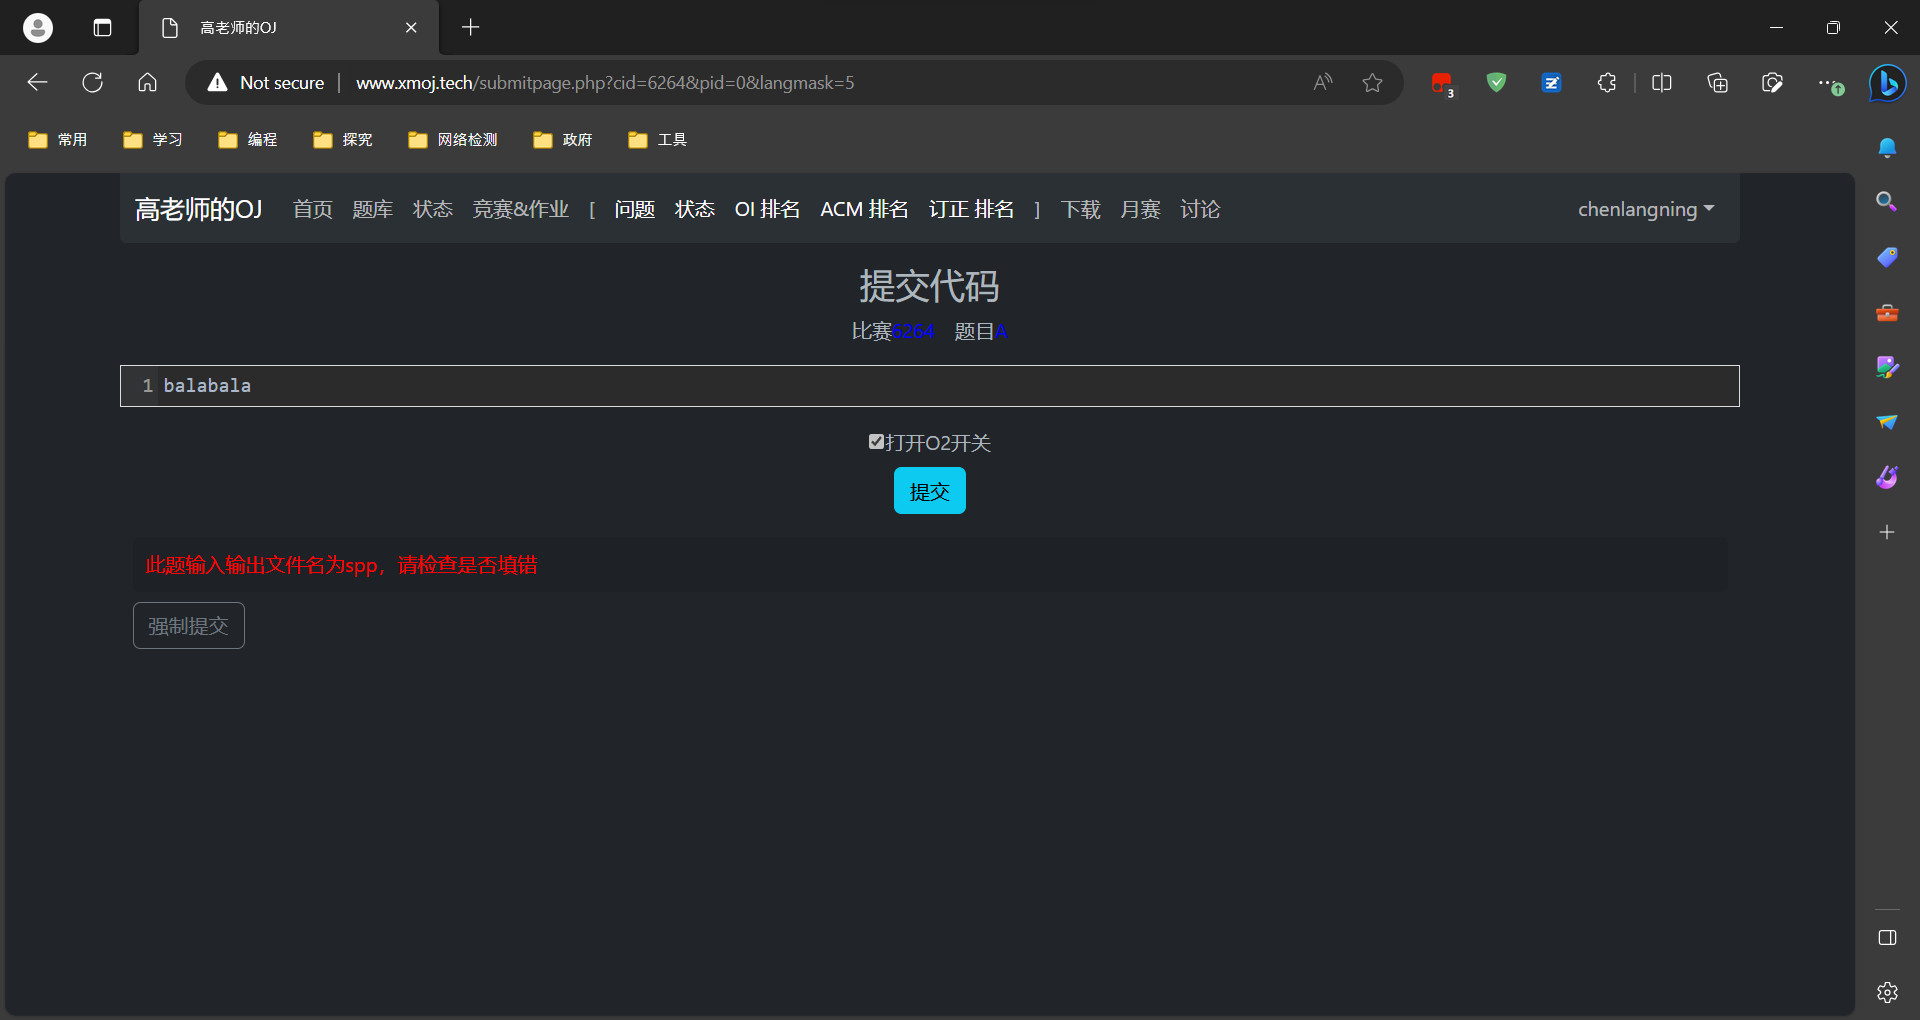 高老师的OJ
Not secure | www.xmoj.tech/submitpage.php?cid=6264&pid=0&langmask=5
3
常用 学习 编程 探究 网络检测 政府 工具
高老师的OJ 首页 题库 状态 竞赛&作业 [ 问题 状态 OI 排名 ACM 排名 订正 排名 ] 下载 月赛 讨论 chenlangning
提交代码
比赛6264 题目A
1 balabala
打开O2开关
提交
此题输入输出文件名为spp，请检查是否填错
强制提交